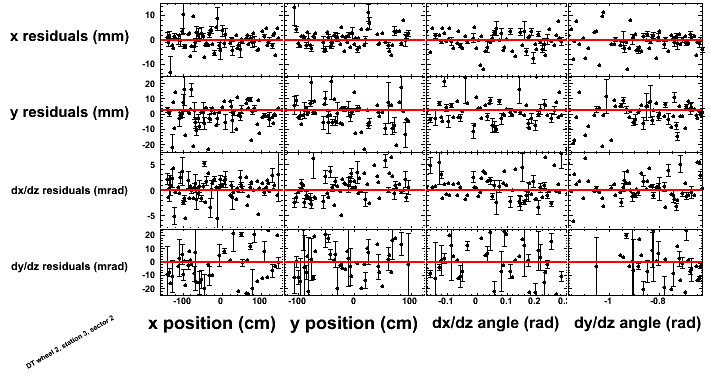 x residuals (mm)
10
0
-10
y residuals (mm)
20
10
0
-10
-20
dx/dz residuals (mrad)
5
0
-5
dy/dz residuals (mrad)
20
10
0
-10
-20
-100 0 100 -100 0 100 -0.1 0 0.1 0.2 0.: -1 -0.8
x position (cm) y position (cm) dx/dz angle (rad) dy/dz angle (rad)
DT wheel 2, station 3, sector 2